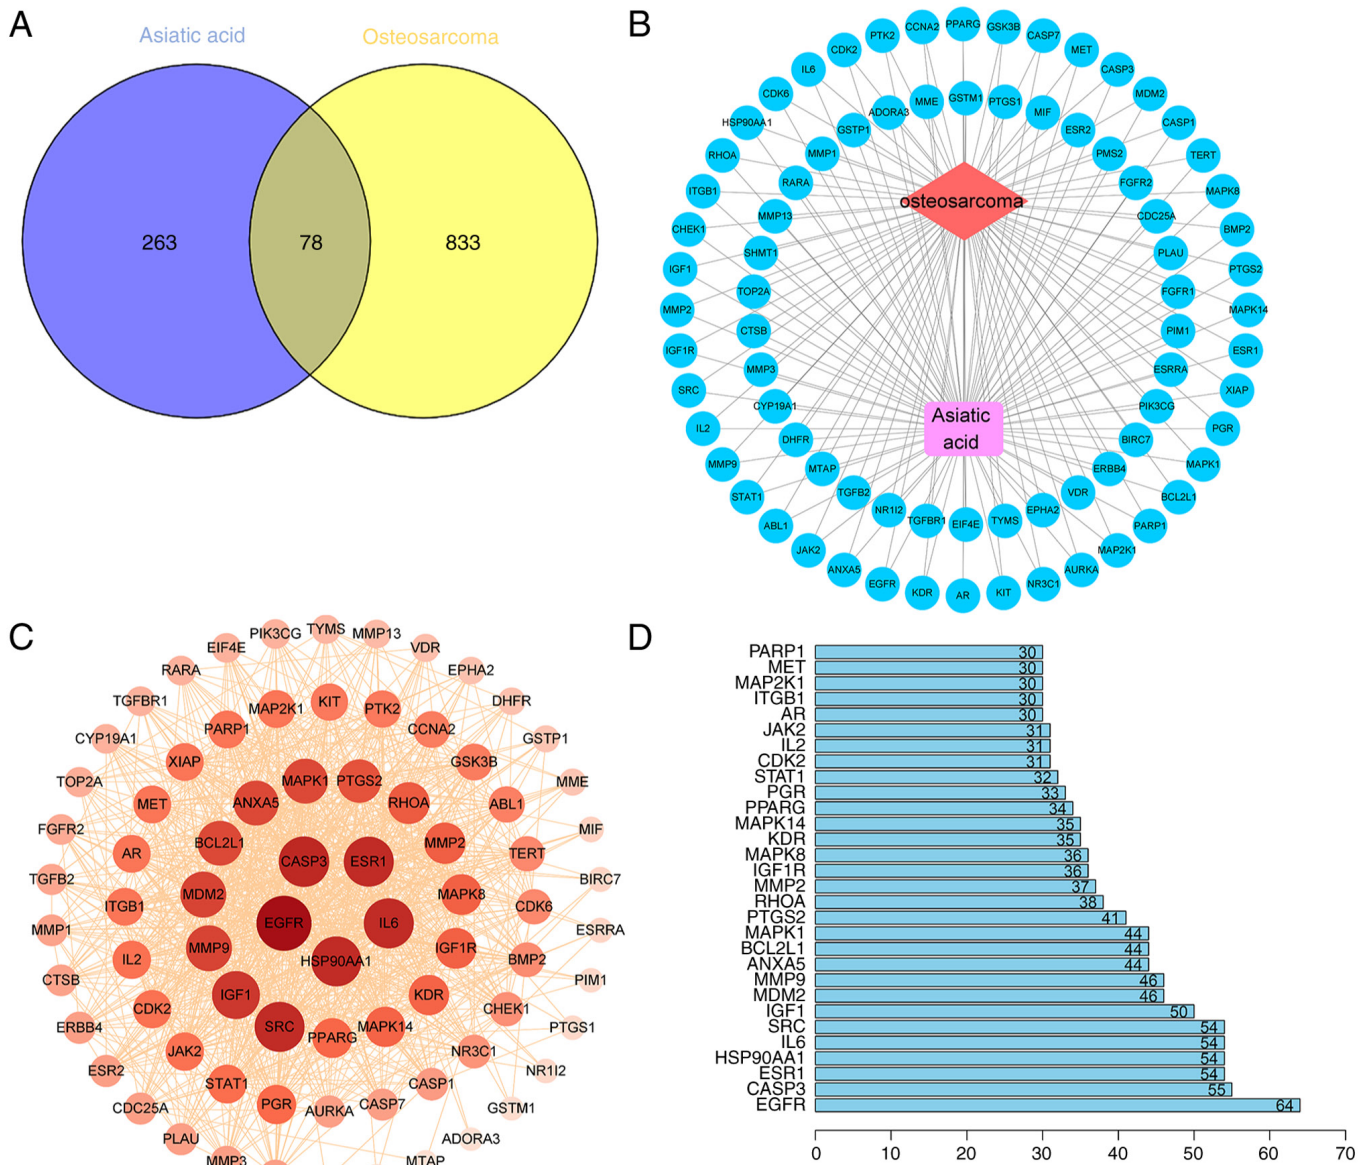 A
Asiatic acid
Osteosarcoma
263
78
833
B
PPARG
CCNA2
GSK3B
PTK2
CASP7
CDK2
MET
IL6
CASP3
CDK6
MDM2
HSP90AA1
CASP1
RHOA
TERT
ITGB1
MAPK8
CHEK1
BMP2
IGF1
PTGS2
MMP2
MAPK14
IGF1R
ESR1
SRC
XIAP
IL2
PGR
MMP9
MAPK1
STAT1
BCL2L1
ABL1
PARP1
JAK2
MAP2K1
ANXA5
AURKA
EGFR
NR3C1
KDR
KIT
AR
GSTM1
MME
PTGS1
ADORA3
MIF
GSTP1
ESR2
MMP1
PMS2
RARA
FGFR2
MMP13
CDC25A
SHMT1
PLAU
TOP2A
FGFR1
CTSB
PIM1
MMP3
ESRRA
CYP19A1
PIK3CG
DHFR
BIRC7
MTAP
ERBB4
TGFB2
VDR
NR1I2
EPHA2
TGFBR1
TYMS
EIF4E
osteosarcoma
Asiatic
acid
C
TYMS
PIK3CG
MMP13
EIF4E
VDR
RARA
EPHA2
TGFBR1
DHFR
CYP19A1
GSTP1
TOP2A
MME
FGFR2
MIF
TGFB2
BIRC7
MMP1
ESRRA
CTSB
PIM1
ERBB4
PTGS1
ESR2
NR1I2
CDC25A
GSTM1
PLAU
ADORA3
MMP3
MTAP
KIT
MAP2K1
PTK2
PARP1
CCNA2
XIAP
GSK3B
MET
ABL1
AR
TERT
ITGB1
CDK6
IL2
BMP2
CDK2
CHEK1
JAK2
NR3C1
STAT1
CASP1
PGR
AURKA
CASP7
MAPK1
PTGS2
ANXA5
RHOA
BCL2L1
MMP2
MDM2
MAPK8
MMP9
IGF1R
IGF1
KDR
SRC
PPARG
MAPK14
CASP3
ESR1
EGFR
IL6
HSP90AA1
D
PARP1 30
MET 30
MAP2K1 30
ITGB1 30
AR 30
JAK2 31
IL2 31
CDK2 31
STAT1 32
PGR 33
PPARG 34
MAPK14 35
KDR 35
MAPK8 36
IGF1R 36
MMP2 37
RHOA 38
PTGS2 41
MAPK1 44
BCL2L1 44
ANXA5 44
MMP9 46
MDM2 46
IGF1 50
SRC 54
IL6 54
HSP90AA1 54
ESR1 54
CASP3 55
EGFR 64
0 10 20 30 40 50 60 70